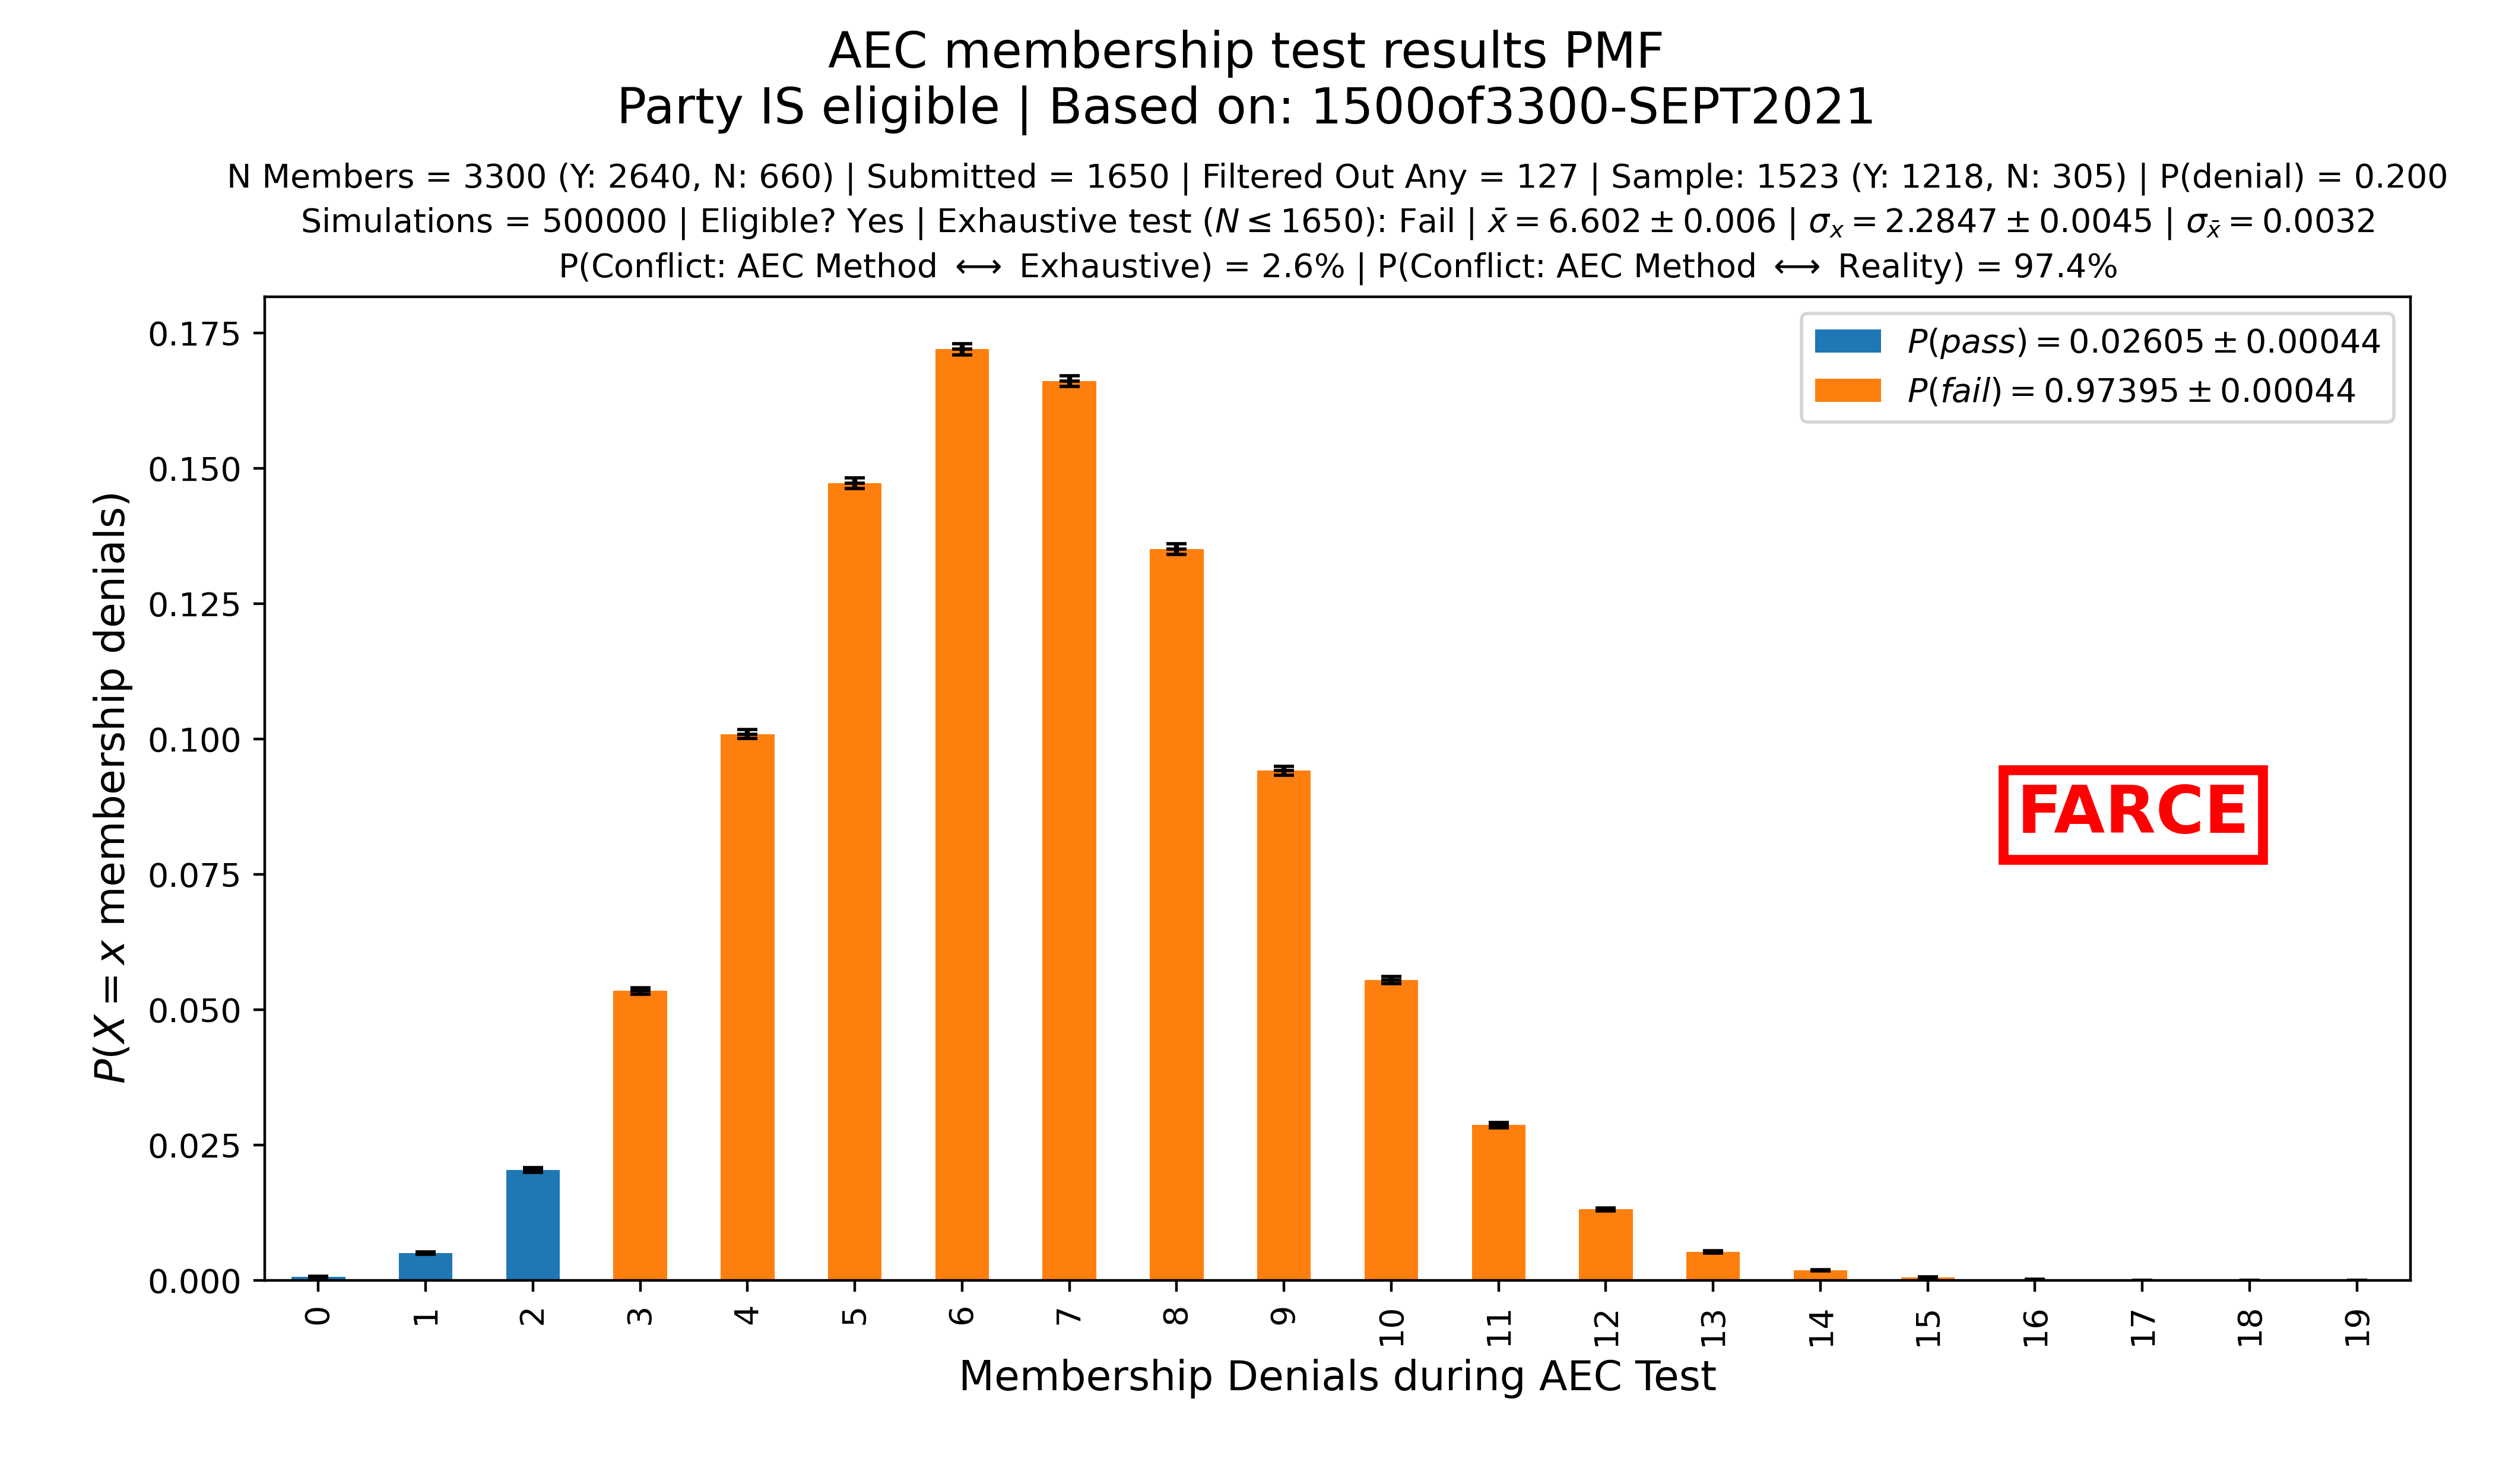 AEC membership test results PMF
Party IS eligible | Based on: 1500of3300-SEPT2021
N Members = 3300 (Y: 2640, N: 660) | Submitted = 1650 | Filtered Out Any = 127 | Sample: 1523 (Y: 1218, N: 305) | P(denial) = 0.200
Simulations = 500000 | Eligible? Yes | Exhaustive test (N ≤ 1650): Fail | x̄ = 6.602 ± 0.006 | σₓ = 2.2847 ± 0.0045 | σ_x̄ = 0.0032
P(Conflict: AEC Method ⟷ Exhaustive) = 2.6% | P(Conflict: AEC Method ⟷ Reality) = 97.4%
P(pass) = 0.02605 ± 0.00044
P(fail) = 0.97395 ± 0.00044
P(X = x membership denials)
0.175
0.150
0.125
0.100
0.075
0.050
0.025
0.000
FARCE
0 1 2 3 4 5 6 7 8 9 10 11 12 13 14 15 16 17 18 19
Membership Denials during AEC Test